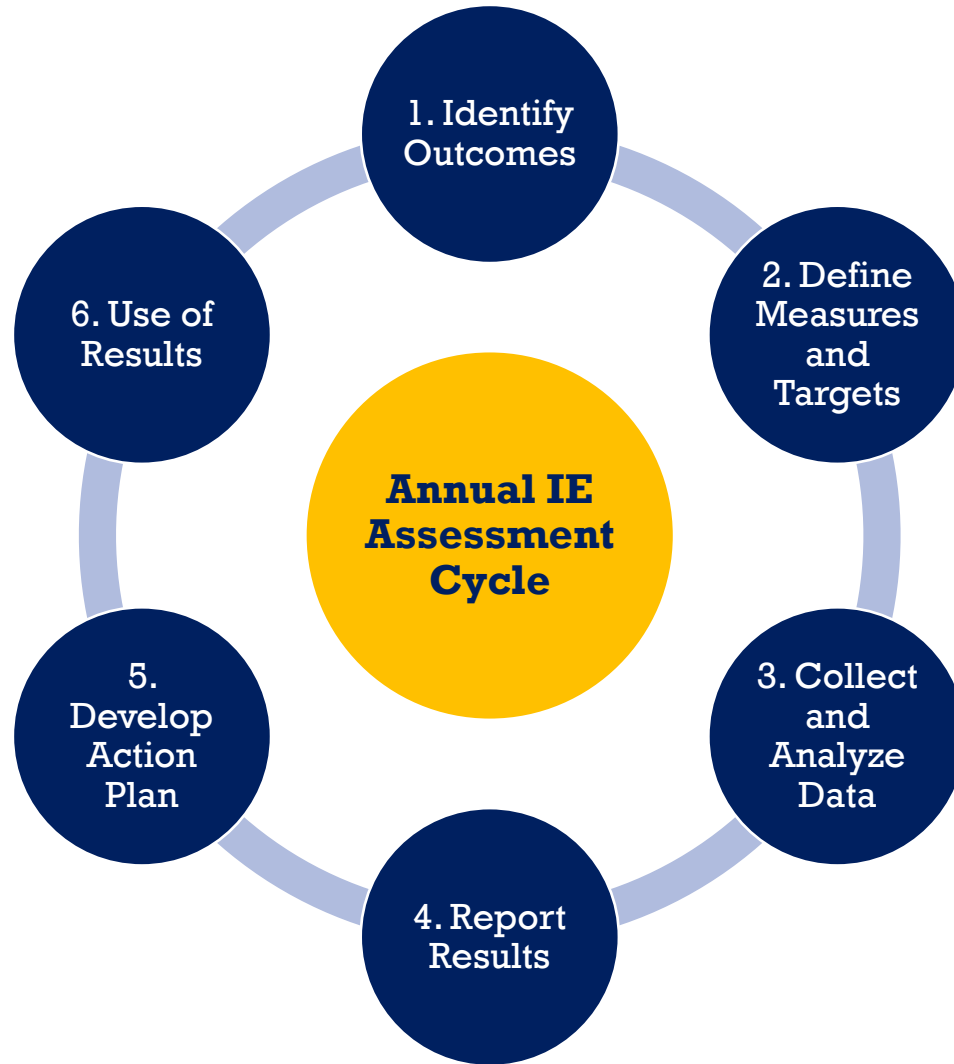 1. Identify
Outcomes
2. Define
Measures
and
Targets
3. Collect
and
Analyze
Data
4. Report
Results
5.
Develop
Action
Plan
6. Use of
Results
Annual IE
Assessment
Cycle